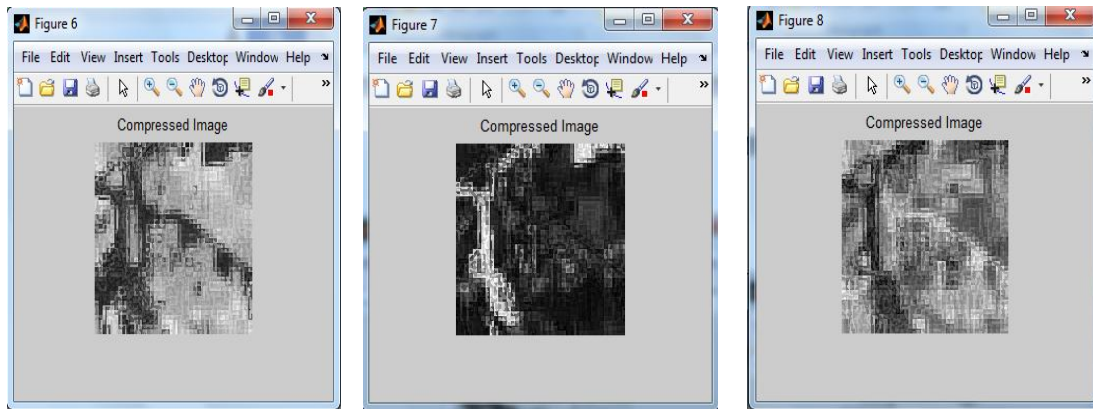 Figure 6
File Edit View Insert Tools Desktop Window Help
Compressed Image
Figure 7
File Edit View Insert Tools Desktop Window Help
Compressed Image
Figure 8
File Edit View Insert Tools Desktop Window Help
Compressed Image